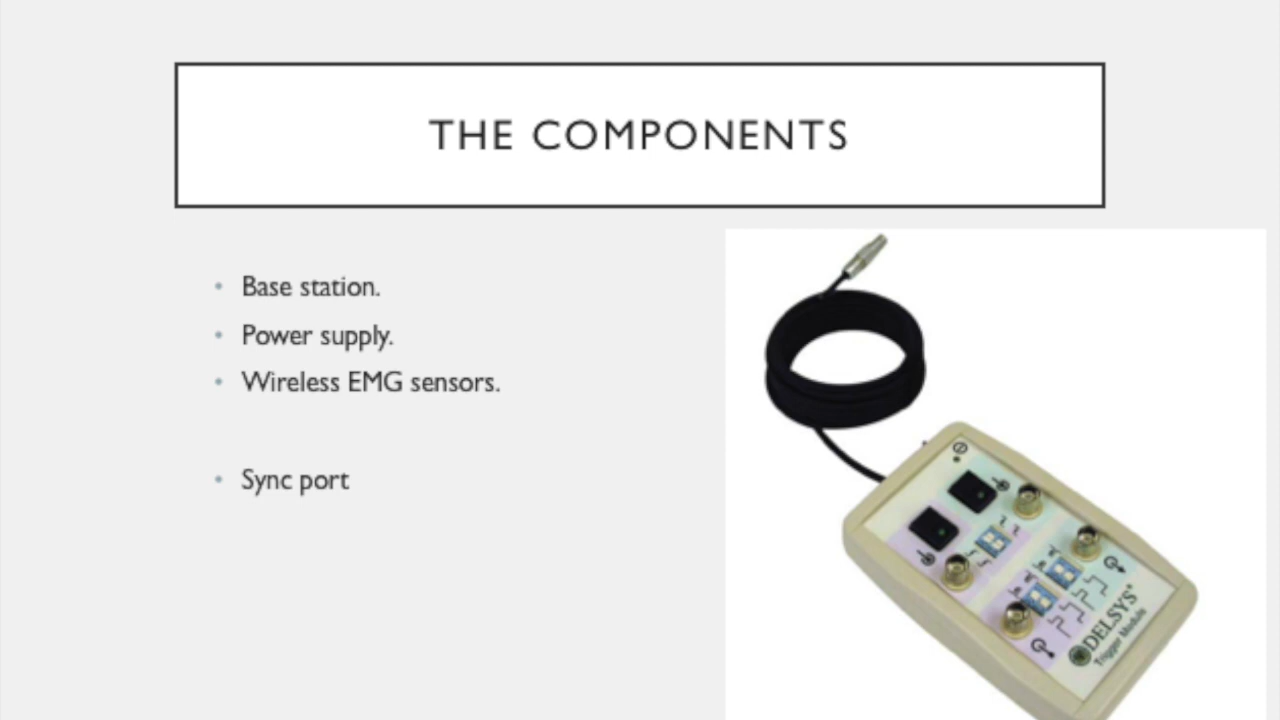 THE COMPONENTS
• Base station.
• Power supply.
• Wireless EMG sensors.
• Sync port
DELSYS®
Trigger Module